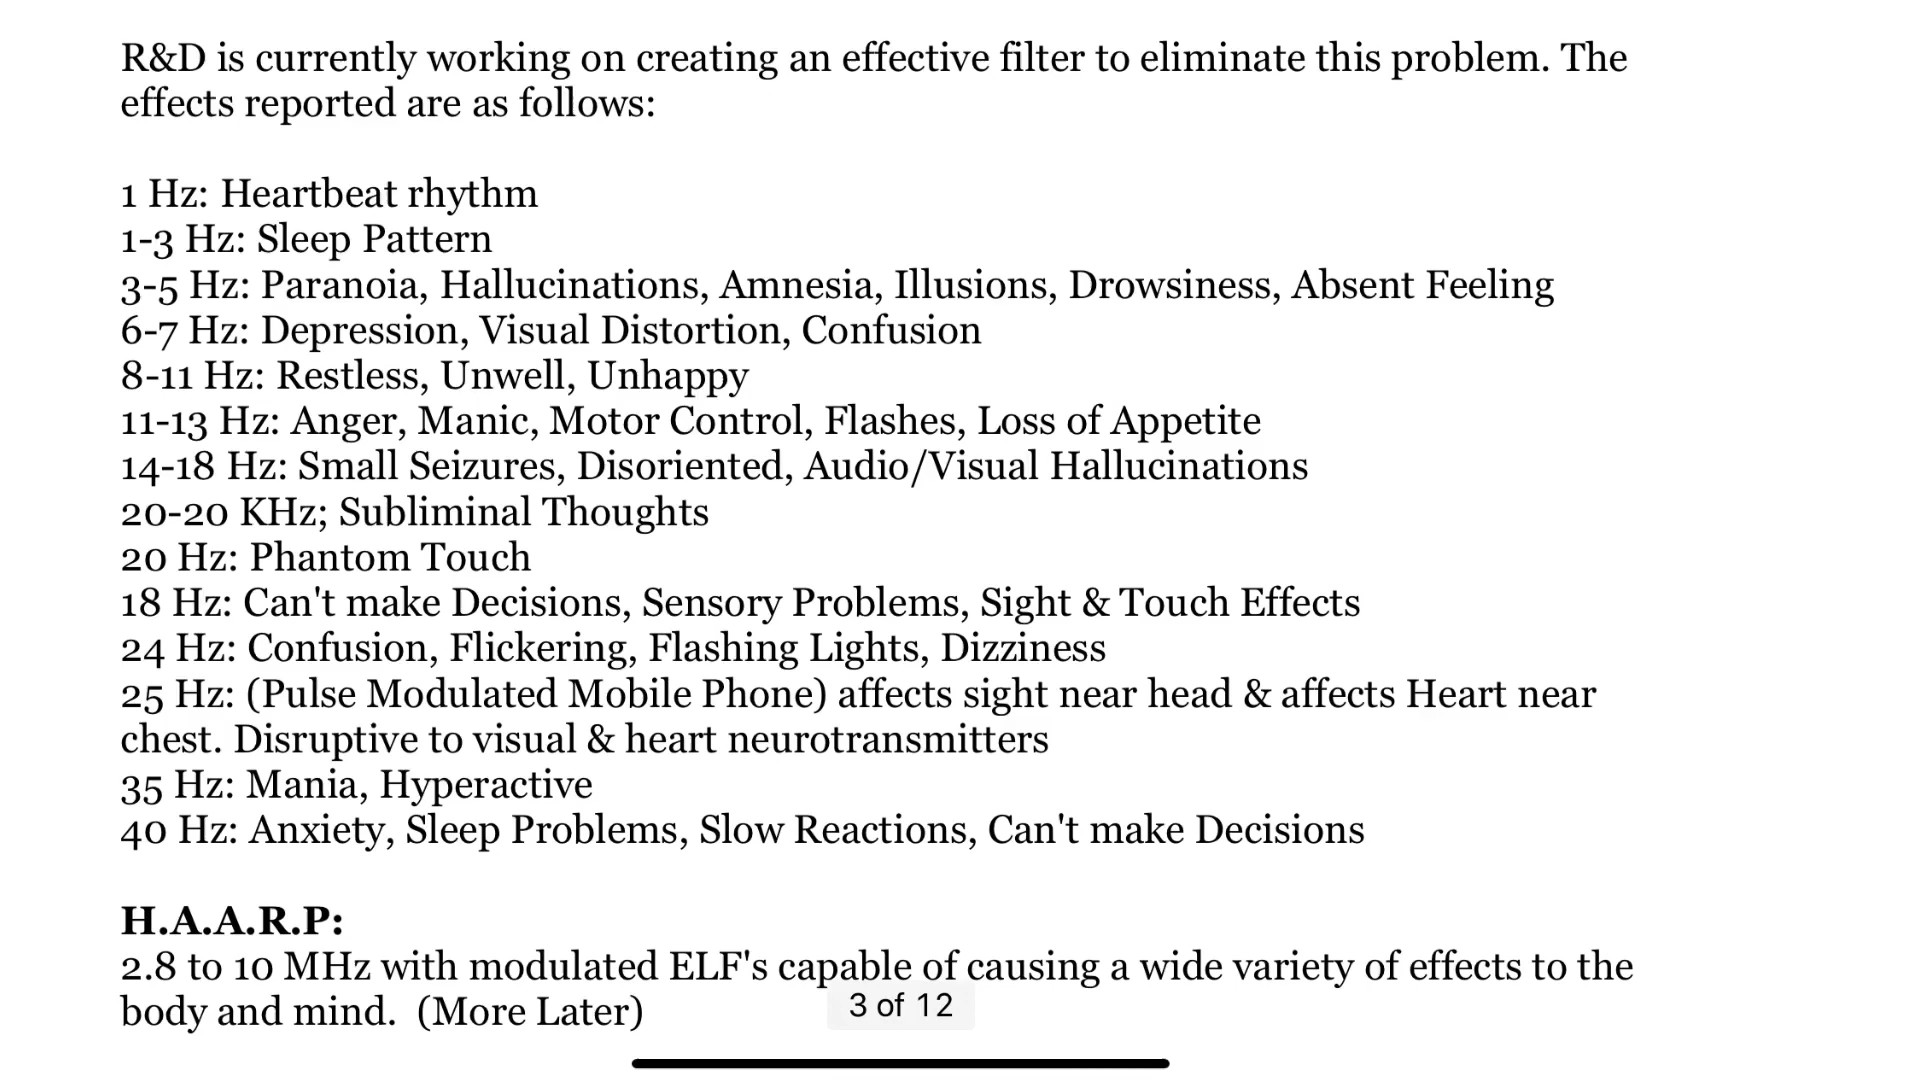 R&D is currently working on creating an effective filter to eliminate this problem. The
effects reported are as follows:
1 Hz: Heartbeat rhythm
1-3 Hz: Sleep Pattern
3-5 Hz: Paranoia, Hallucinations, Amnesia, Illusions, Drowsiness, Absent Feeling
6-7 Hz: Depression, Visual Distortion, Confusion
8-11 Hz: Restless, Unwell, Unhappy
11-13 Hz: Anger, Manic, Motor Control, Flashes, Loss of Appetite
14-18 Hz: Small Seizures, Disoriented, Audio/Visual Hallucinations
20-20 KHz; Subliminal Thoughts
20 Hz: Phantom Touch
18 Hz: Can't make Decisions, Sensory Problems, Sight & Touch Effects
24 Hz: Confusion, Flickering, Flashing Lights, Dizziness
25 Hz: (Pulse Modulated Mobile Phone) affects sight near head & affects Heart near
chest. Disruptive to visual & heart neurotransmitters
35 Hz: Mania, Hyperactive
40 Hz: Anxiety, Sleep Problems, Slow Reactions, Can't make Decisions
H.A.A.R.P:
2.8 to 10 MHz with modulated ELF's capable of causing a wide variety of effects to the
body and mind. (More Later)
3 of 12